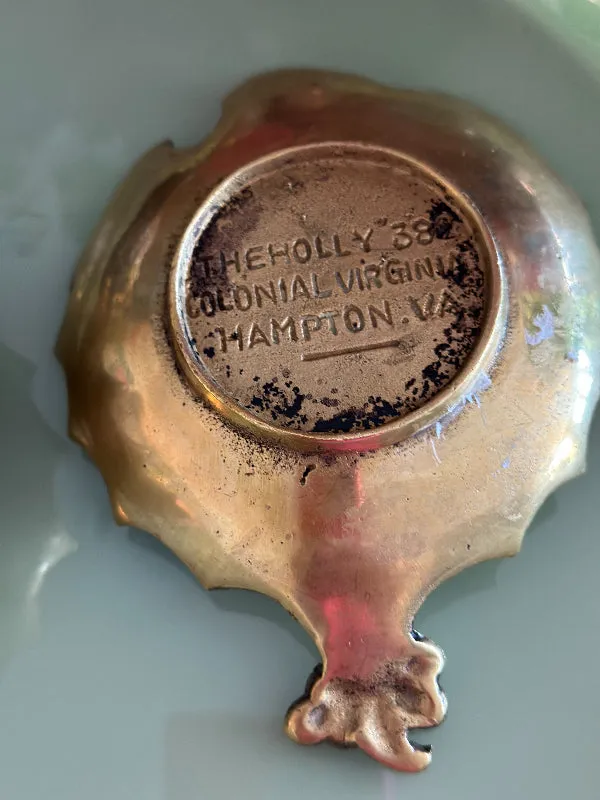 THE HOLLY "38"
COLONIAL VIRGINIA
HAMPTON. VA